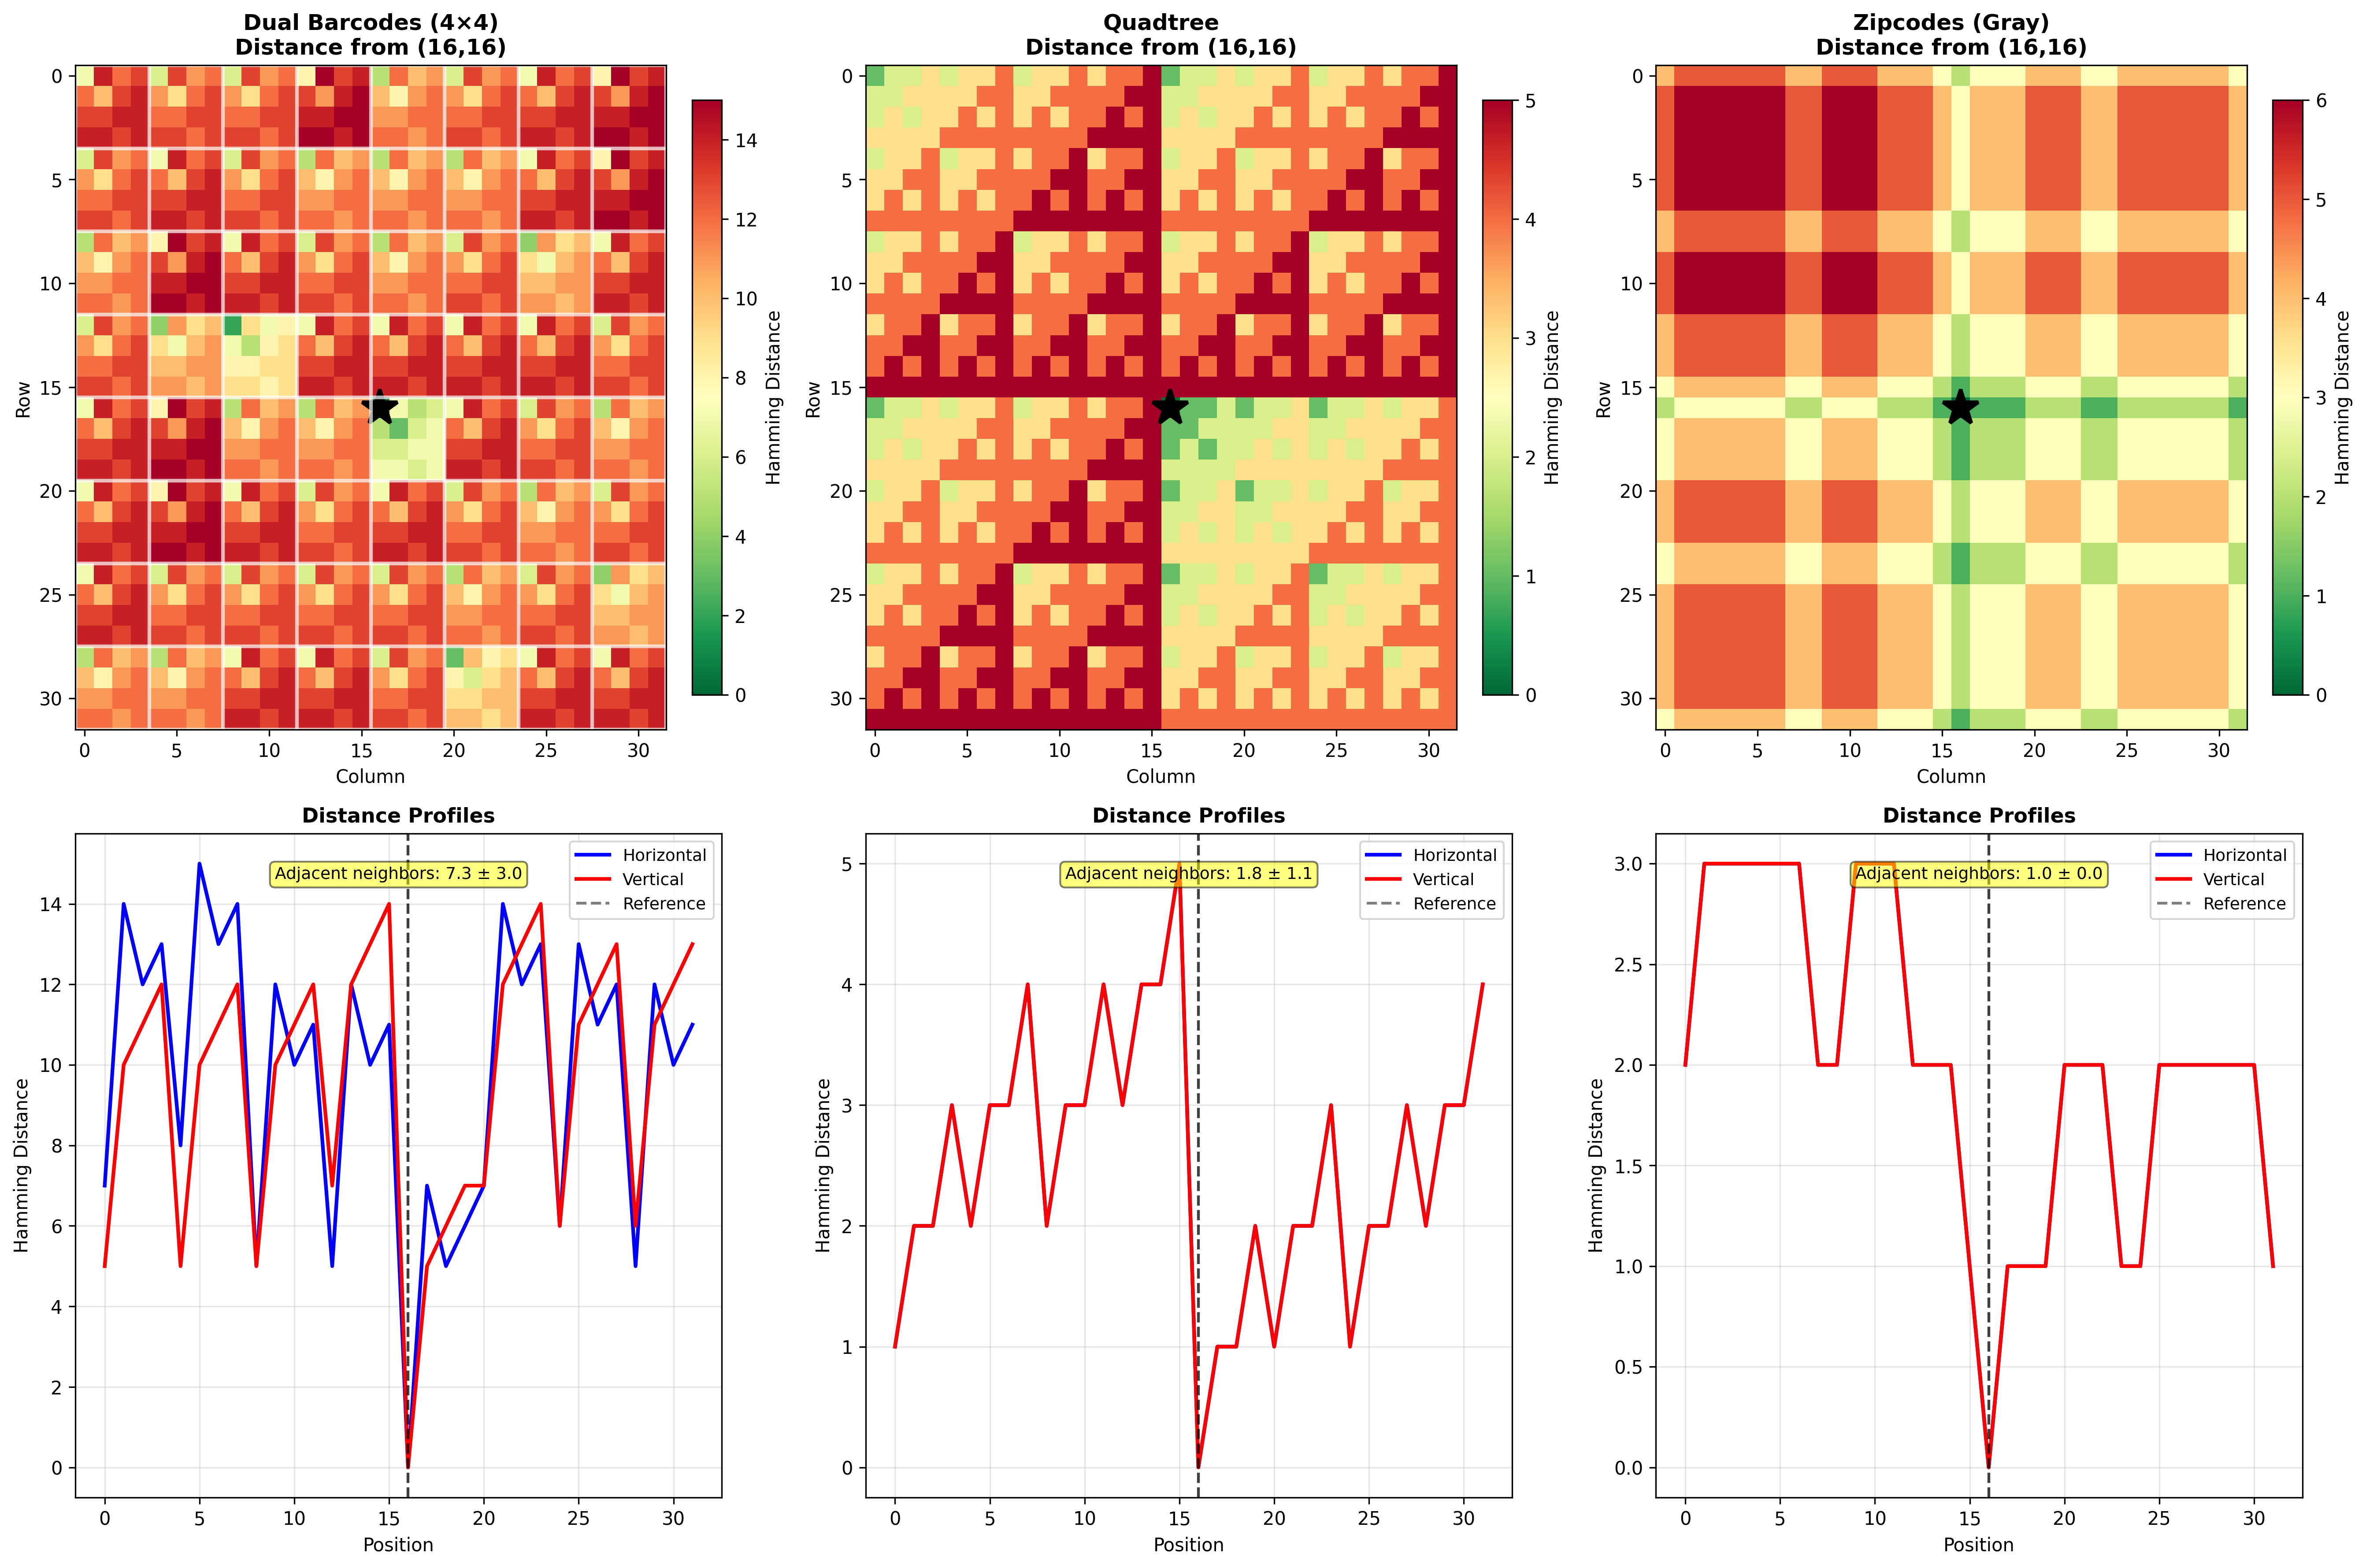 Dual Barcodes (4×4)
Distance from (16,16)
0
5
10
15
20
25
30
Row
0 5 10 15 20 25 30
Column
14
12
10
8
6
4
2
0
Hamming Distance
Quadtree
Distance from (16,16)
0
5
10
15
20
25
30
Row
0 5 10 15 20 25 30
Column
5
4
3
2
1
0
Hamming Distance
Zipcodes (Gray)
Distance from (16,16)
0
5
10
15
20
25
30
Row
0 5 10 15 20 25 30
Column
6
5
4
3
2
1
0
Hamming Distance
Distance Profiles
Adjacent neighbors: 7.3 ± 3.0
Horizontal
Vertical
Reference
14
12
10
8
6
4
2
0
Hamming Distance
0 5 10 15 20 25 30
Position
Distance Profiles
Adjacent neighbors: 1.8 ± 1.1
Horizontal
Vertical
Reference
5
4
3
2
1
0
Hamming Distance
0 5 10 15 20 25 30
Position
Distance Profiles
Adjacent neighbors: 1.0 ± 0.0
Horizontal
Vertical
Reference
3.0
2.5
2.0
1.5
1.0
0.5
0.0
Hamming Distance
0 5 10 15 20 25 30
Position